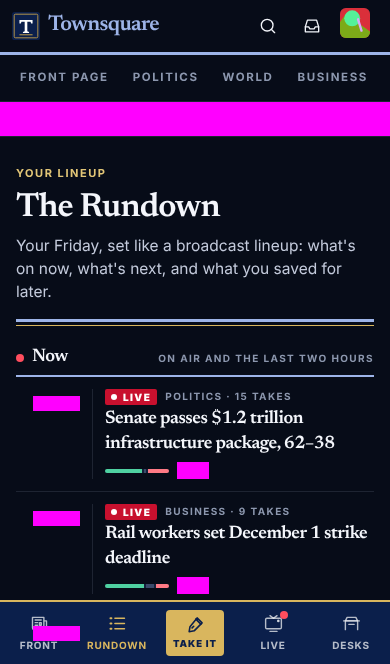 T Townsquare
FRONT PAGE POLITICS WORLD BUSINESS
YOUR LINEUP
The Rundown
Your Friday, set like a broadcast lineup: what's
on now, what's next, and what you saved for
later.
Now ON AIR AND THE LAST TWO HOURS
LIVE POLITICS · 15 TAKES
Senate passes $1.2 trillion
infrastructure package, 62–38
LIVE BUSINESS · 9 TAKES
Rail workers set December 1 strike
deadline
FRONT RUNDOWN TAKE IT LIVE DESKS